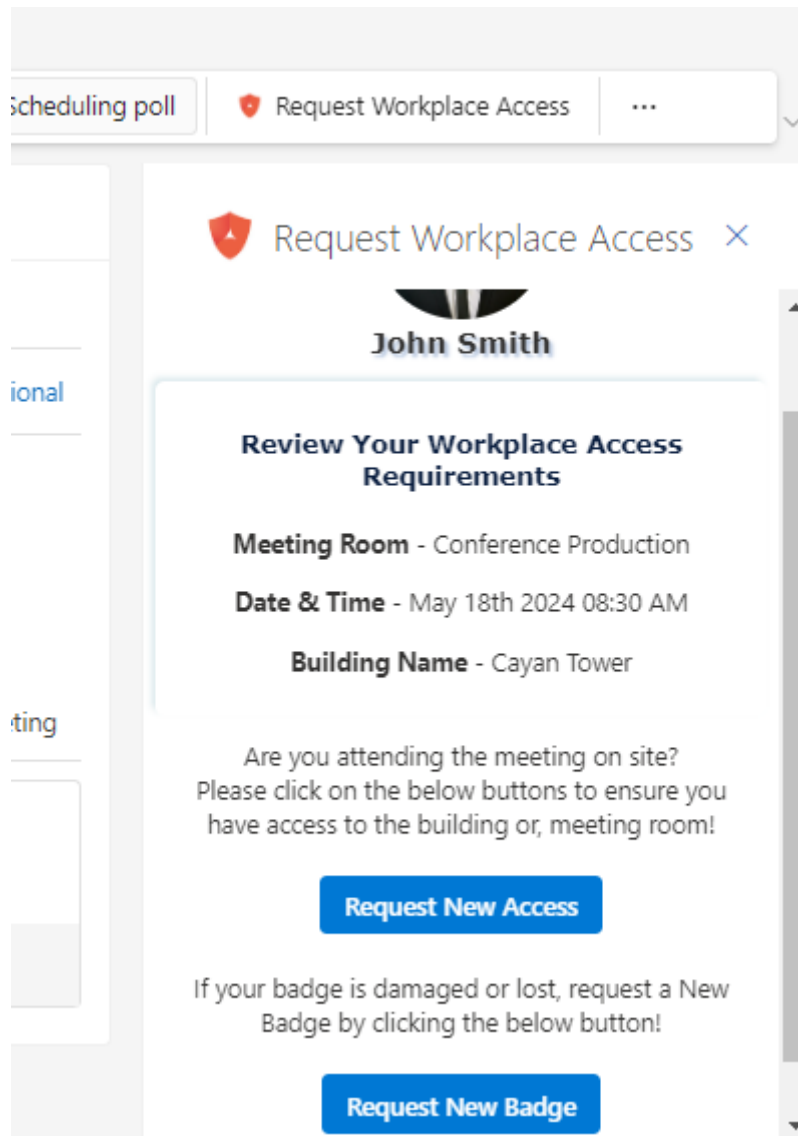 Scheduling poll
Request Workplace Access
...
Request Workplace Access
John Smith
ional
Review Your Workplace Access
Requirements
Meeting Room - Conference Production
Date & Time - May 18th 2024 08:30 AM
Building Name - Cayan Tower
ting
Are you attending the meeting on site?
Please click on the below buttons to ensure you
have access to the building or, meeting room!
Request New Access
If your badge is damaged or lost, request a New
Badge by clicking the below button!
Request New Badge